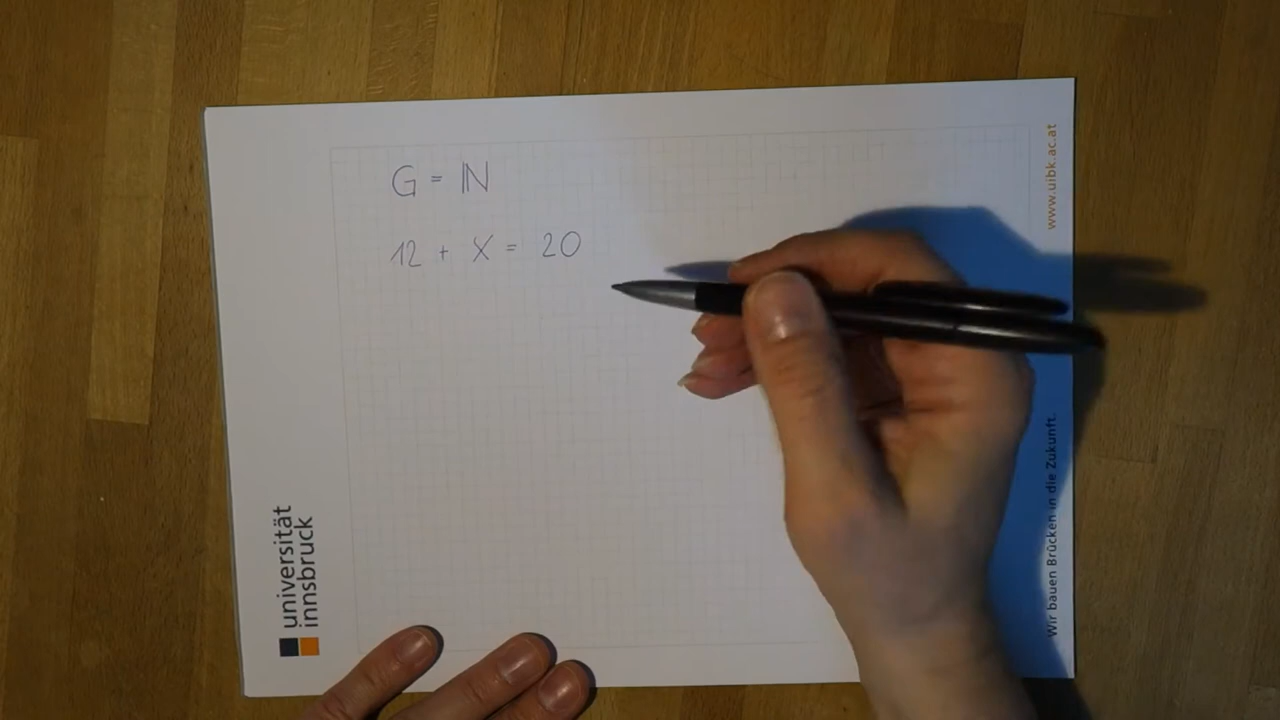 G = ℕ
12 + x = 20
universität
innsbruck
www.uibk.ac.at
Wir bauen Brücken in die Zukunft.